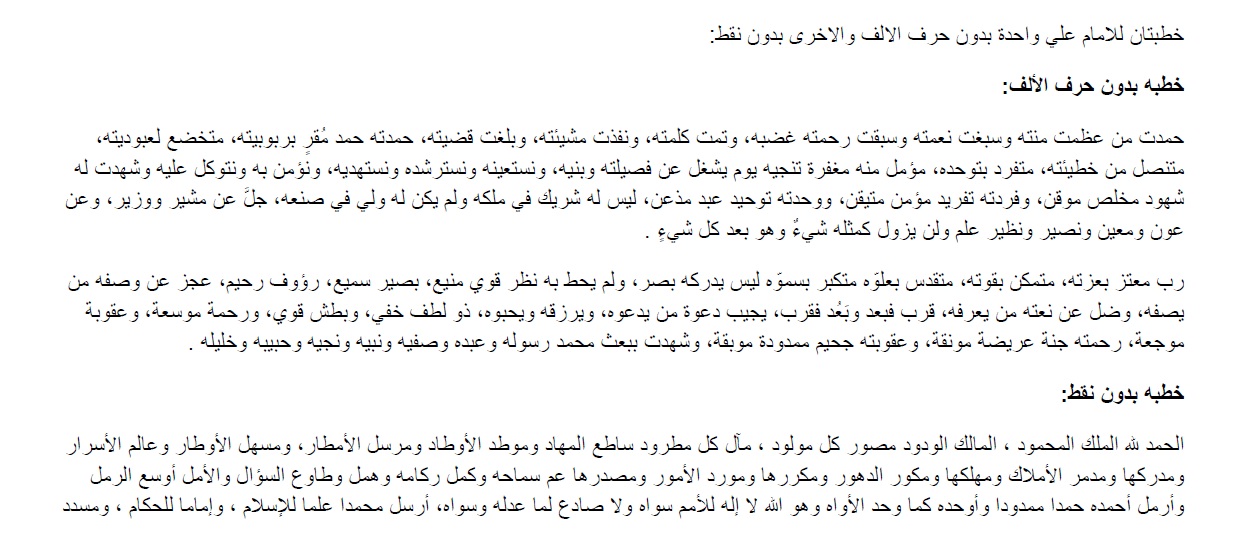 خطبتان للامام علي واحدة بدون حرف الالف والاخرى بدون نقط:
خطبه بدون حرف الألف:
حمدت من عظمت منته وسبغت نعمته وسبقت رحمته غضبه، وتمت كلمته، ونفذت مشيئته، وبلغت قضيته، حمدته حمد مُقرٍ بربوبيته، متخضع لعبوديته،
متنصل من خطيئته، متفرد بتوحده، مؤمل منه مغفرة تنجيه يوم يشغل عن فصيلته وبنيه، ونستعينه ونسترشده ونستهديه، ونؤمن به ونتوكل عليه وشهدت له
شهود مخلص موقن، وفردته تفريد مؤمن متيقن، ووحدته توحيد عبد مذعن، ليس له شريك في ملكه ولم يكن له ولي في صنعه، جلَّ عن مشير ووزير، وعن
عون ومعين ونصير ونظير علم ولن يزول كمثله شيءٌ وهو بعد كل شيءٍ .
رب معتز بعزته، متمكن بقوته، متقدس بعلوّه متكبر بسموّه ليس يدركه بصر، ولم يحط به نظر قوي منيع، بصير سميع، رؤوف رحيم، عجز عن وصفه من
يصفه، وضل عن نعته من يعرفه، قرب فبعد وبَعُد فقرب، يجيب دعوة من يدعوه، ويرزقه ويحبوه، ذو لطف خفي، وبطش قوي، ورحمة موسعة، وعقوبة
موجعة، رحمته جنة عريضة مونقة، وعقوبته جحيم ممدودة موبقة، وشهدت ببعث محمد رسوله وعبده وصفيه ونبيه ونجيه وحبيبه وخليله .
خطبه بدون نقط:
الحمد لله الملك المحمود ، المالك الودود مصور كل مولود ، مآل كل مطرود ساطع المهاد وموطد الأوطاد ومرسل الأمطار، ومسهل الأوطار وعالم الأسرار
ومدركها ومدمر الأملاك ومهلكها ومكور الدهور ومكررها ومورد الأمور ومصدرها عم سماحه وكمل ركامه وهمل وطاوع السؤال والأمل أوسع الرمل
وأرمل أحمده حمدا ممدودا وأوحده كما وحد الأواه وهو الله لا إله للأمم سواه ولا صادع لما عدله وسواه، أرسل محمدا علما للإسلام ، وإماما للحكام ، ومسدد